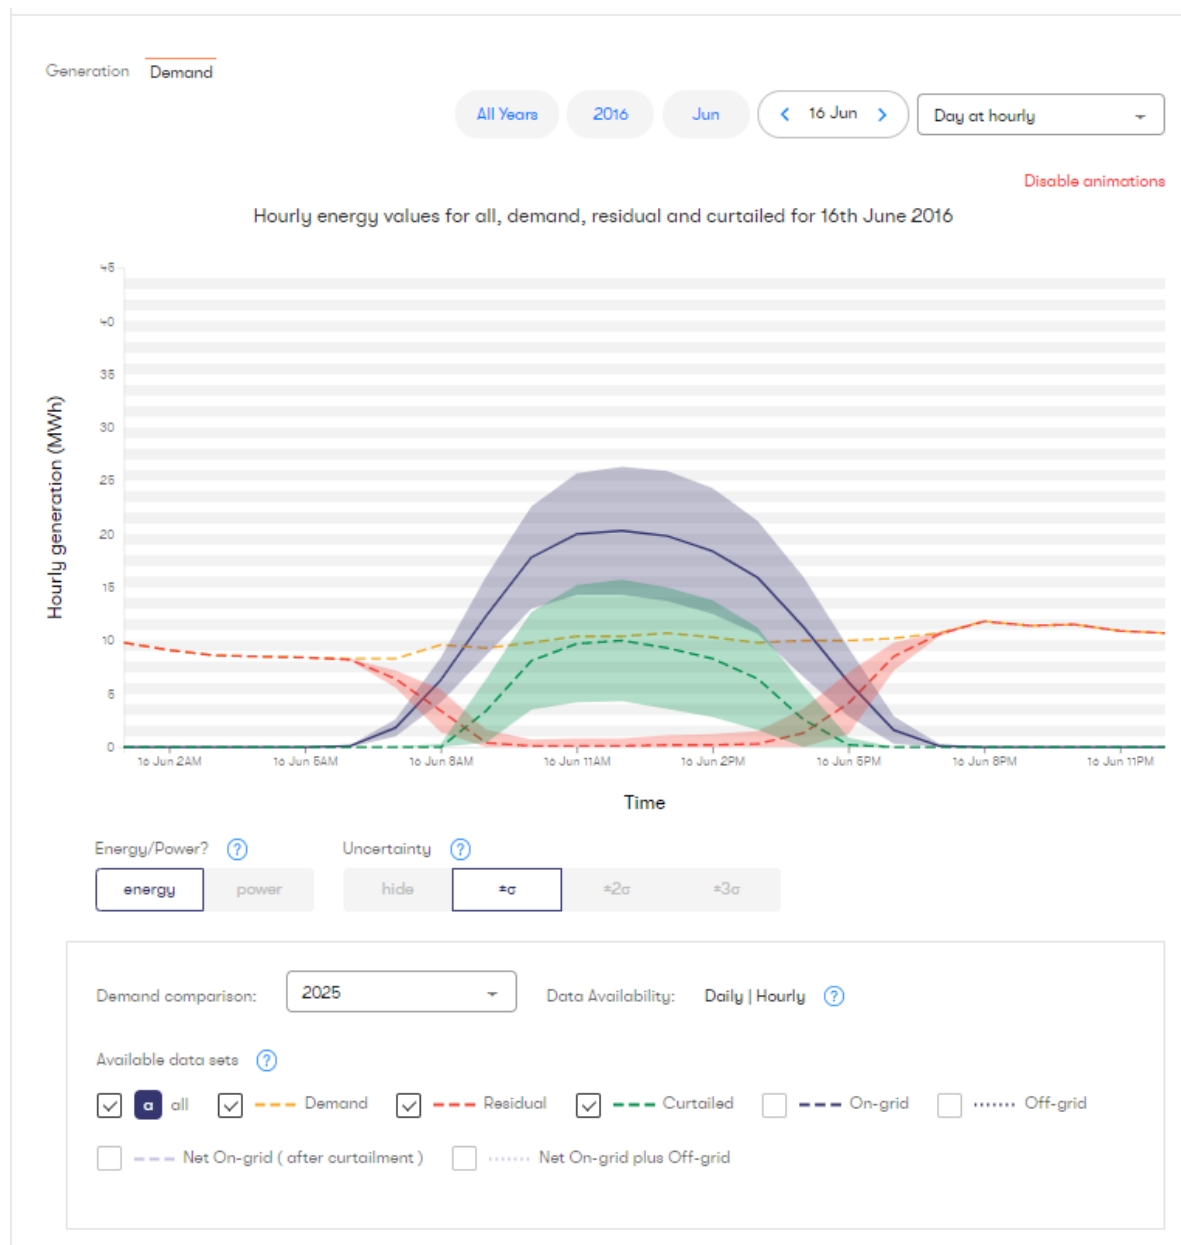 Generation Demand
All Years 2016 Jun 16 Jun Day at hourly
Disable animations
Hourly energy values for all, demand, residual and curtailed for 16th June 2016
45
40
35
30
25
20
15
10
5
0
Hourly generation (MWh)
16 Jun 2AM 16 Jun 5AM 16 Jun 8AM 16 Jun 11AM 16 Jun 2PM 16 Jun 5PM 16 Jun 8PM 16 Jun 11PM
Time
Energy/Power? ? Uncertainty ?
energy power hide ±σ ±2σ ±3σ
Demand comparison: 2025 Data Availability: Daily | Hourly ?
Available data sets ?
a all Demand Residual Curtailed On-grid Off-grid
Net On-grid ( after curtailment ) Net On-grid plus Off-grid